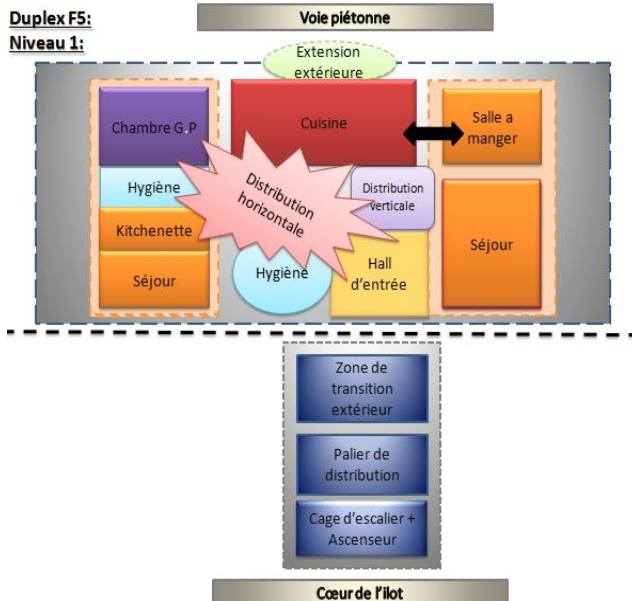 Duplex F5:
Niveau 1:
Voie piétonne
Extension
extérieure
Chambre G.P
Cuisine
Salle a
manger
Hygiène
Distribution
horizontale
Distribution
verticale
Kitchenette
Séjour
Séjour
Hygiène
Hall
d'entrée
Zone de
transition
extérieur
Palier de
distribution
Cage d'escalier +
Ascenseur
Cœur de l'ilot